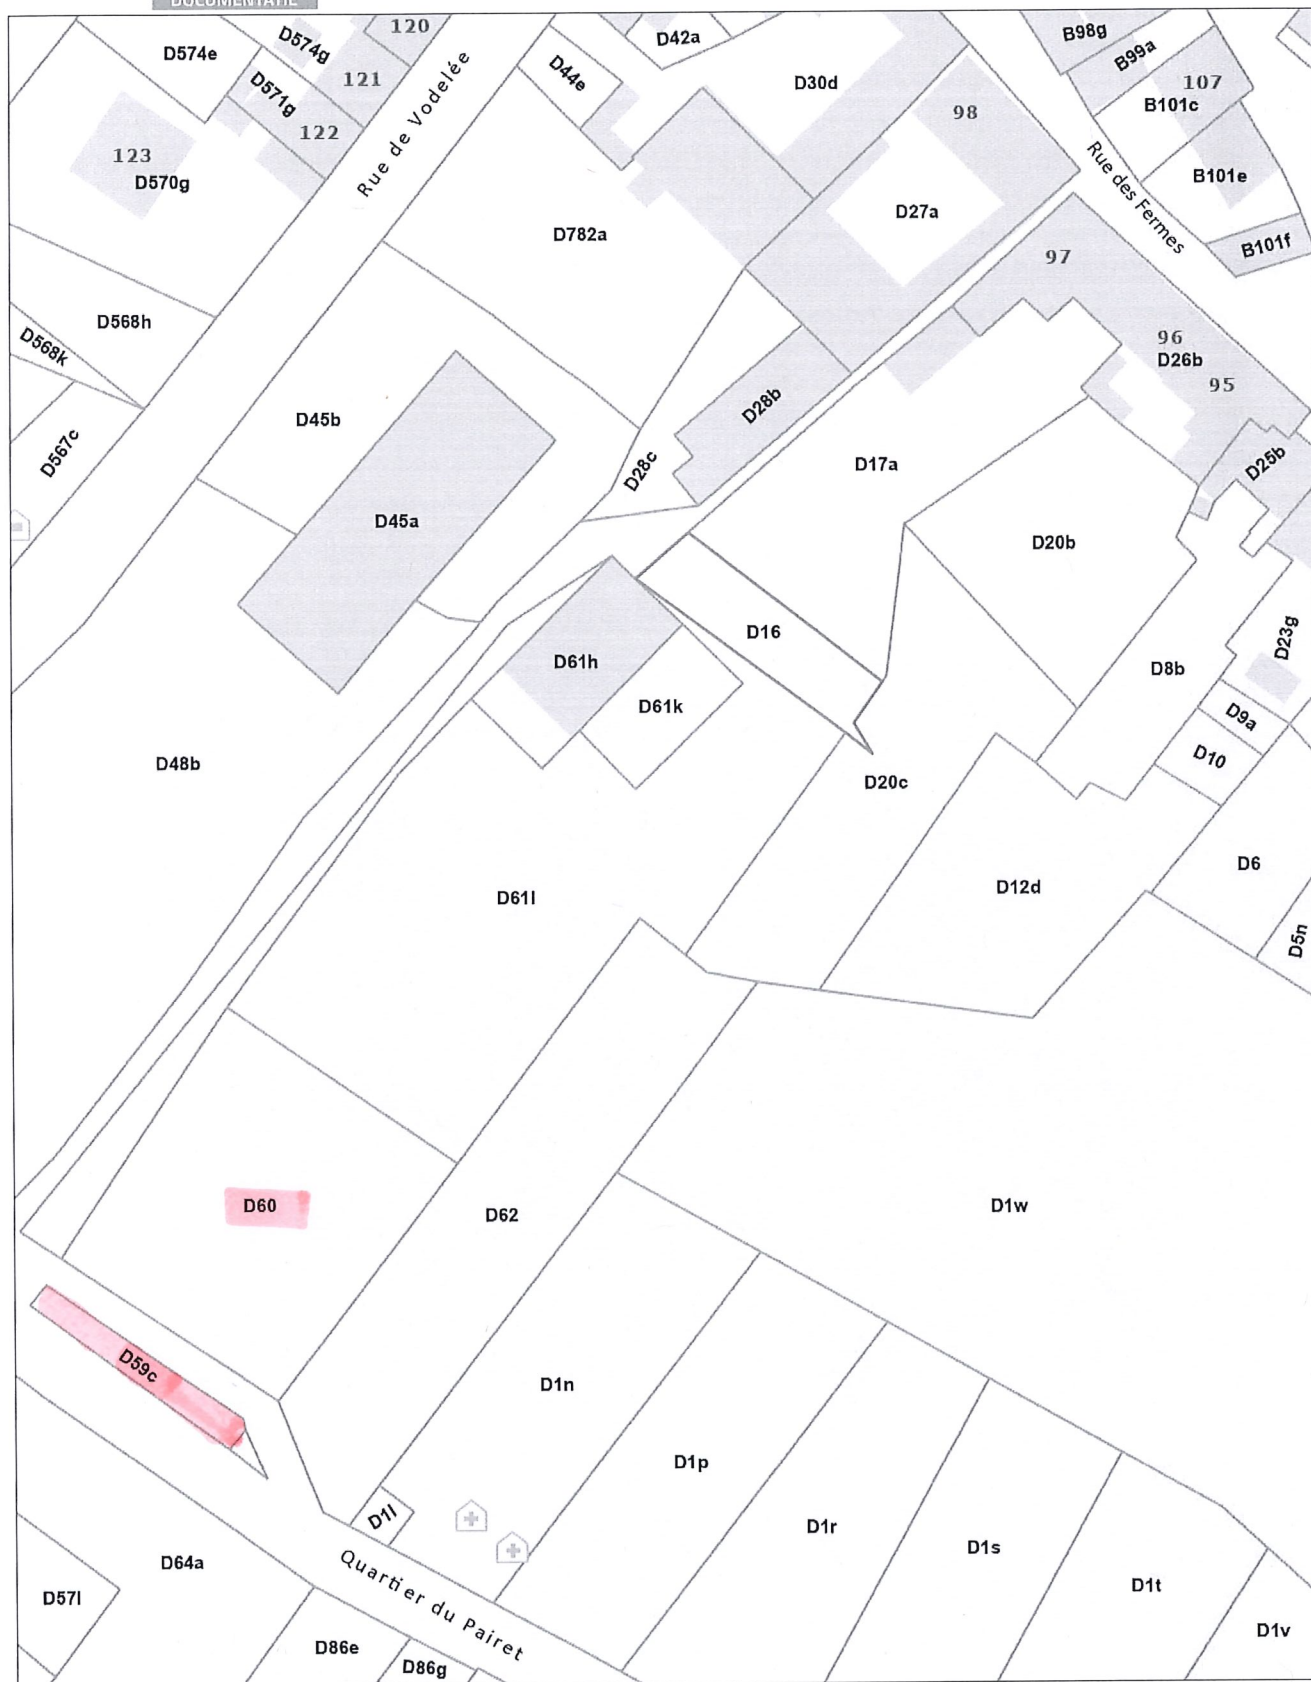 DOCUMENTATIE
120
D574g
D42a
B98g
D574e
B99a
121
D44e
D30d
107
D571g
B101c
98
122
Rue de Vodelée
123
D570g
Rue des Fermes
B101e
D27a
D782a
B101f
97
D568h
96
D568k
D26b
95
D28b
D45b
D567c
D17a
D28c
D25b
D45a
D20b
D16
D23g
D61h
D8b
D61k
D9a
D48b
D10
D20c
D6
D12d
D61l
D5n
D60
D62
D1w
D59c
D1n
D1p
D1l
D1r
D1s
D64a
Quartier du Pairet
D1t
D57l
D1v
D86e
D86g